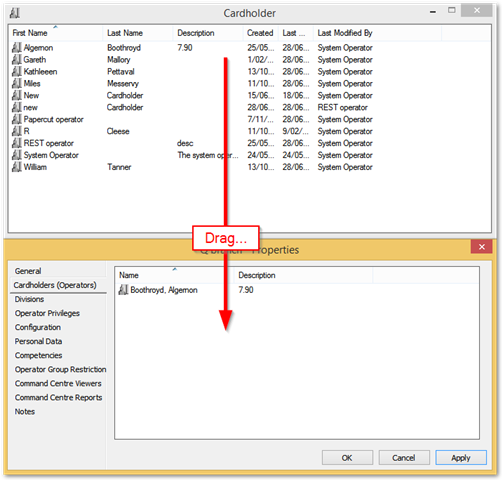 Cardholder
First Name Last Name Description Created Last ... Last Modified By
Algernon Boothroyd 7.90 25/05... 28/06... System Operator
Gareth Mallory 1/02/... 28/06... System Operator
Kathleeen Pettaval 13/10... 28/06... System Operator
Miles Messervy 11/10... 28/06... System Operator
New Cardholder 15/06... 18/06... System Operator
new Cardholder 28/06... 28/06... REST operator
Papercut operator 7/11/... 28/06... System Operator
R Cleese 11/10... 9/02/... System Operator
REST operator desc 25/05... 28/06... System Operator
System Operator The system oper... 24/05... 24/05... System Operator
William Tanner 13/10... 28/06... System Operator
Drag...
Properties
General
Cardholders (Operators)
Divisions
Operator Privileges
Configuration
Personal Data
Competencies
Operator Group Restriction
Command Centre Viewers
Command Centre Reports
Notes
Name Description
Boothroyd, Algernon 7.90
OK Cancel Apply